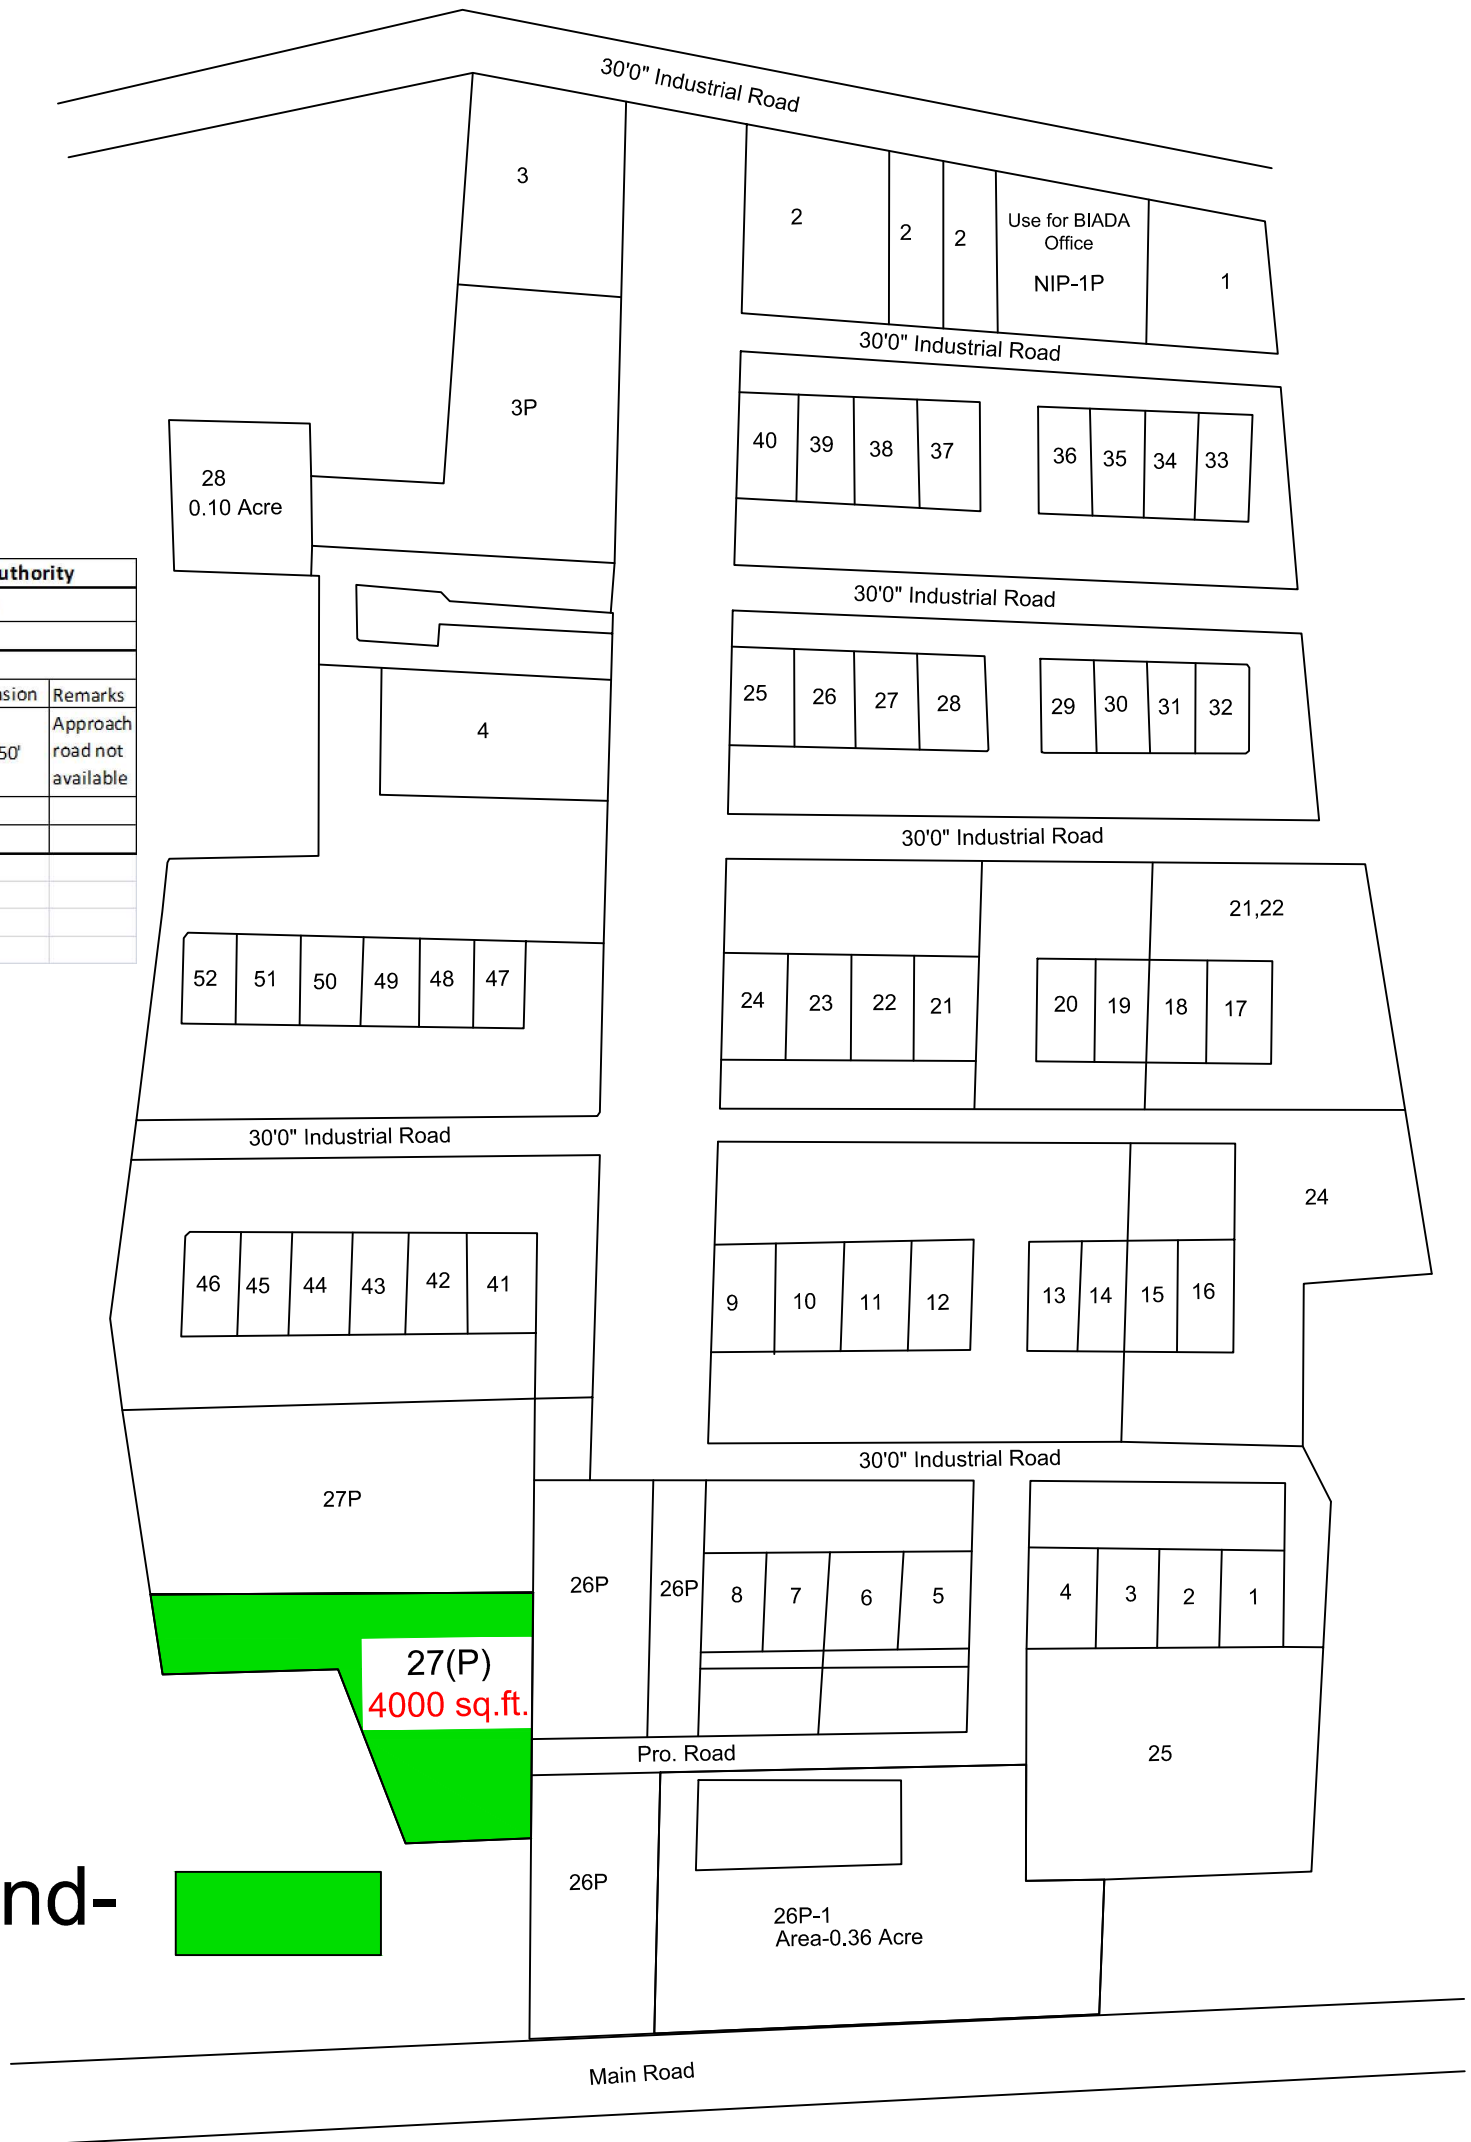 30'0" Industrial Road
3
2
2
2
Use for BIADA
Office
NIP-1P
1
30'0" Industrial Road
3P
40
39
38
37
36
35
34
33
28
0.10 Acre
30'0" Industrial Road
uthority
sion
Remarks
50'
Approach
road not
available
25
26
27
28
29
30
31
32
4
30'0" Industrial Road
21,22
52
51
50
49
48
47
24
23
22
21
20
19
18
17
30'0" Industrial Road
24
46
45
44
43
42
41
9
10
11
12
13
14
15
16
30'0" Industrial Road
27P
26P
26P
8
7
6
5
4
3
2
1
27(P)
4000 sq.ft.
Pro. Road
25
26P
nd-
26P-1
Area-0.36 Acre
Main Road